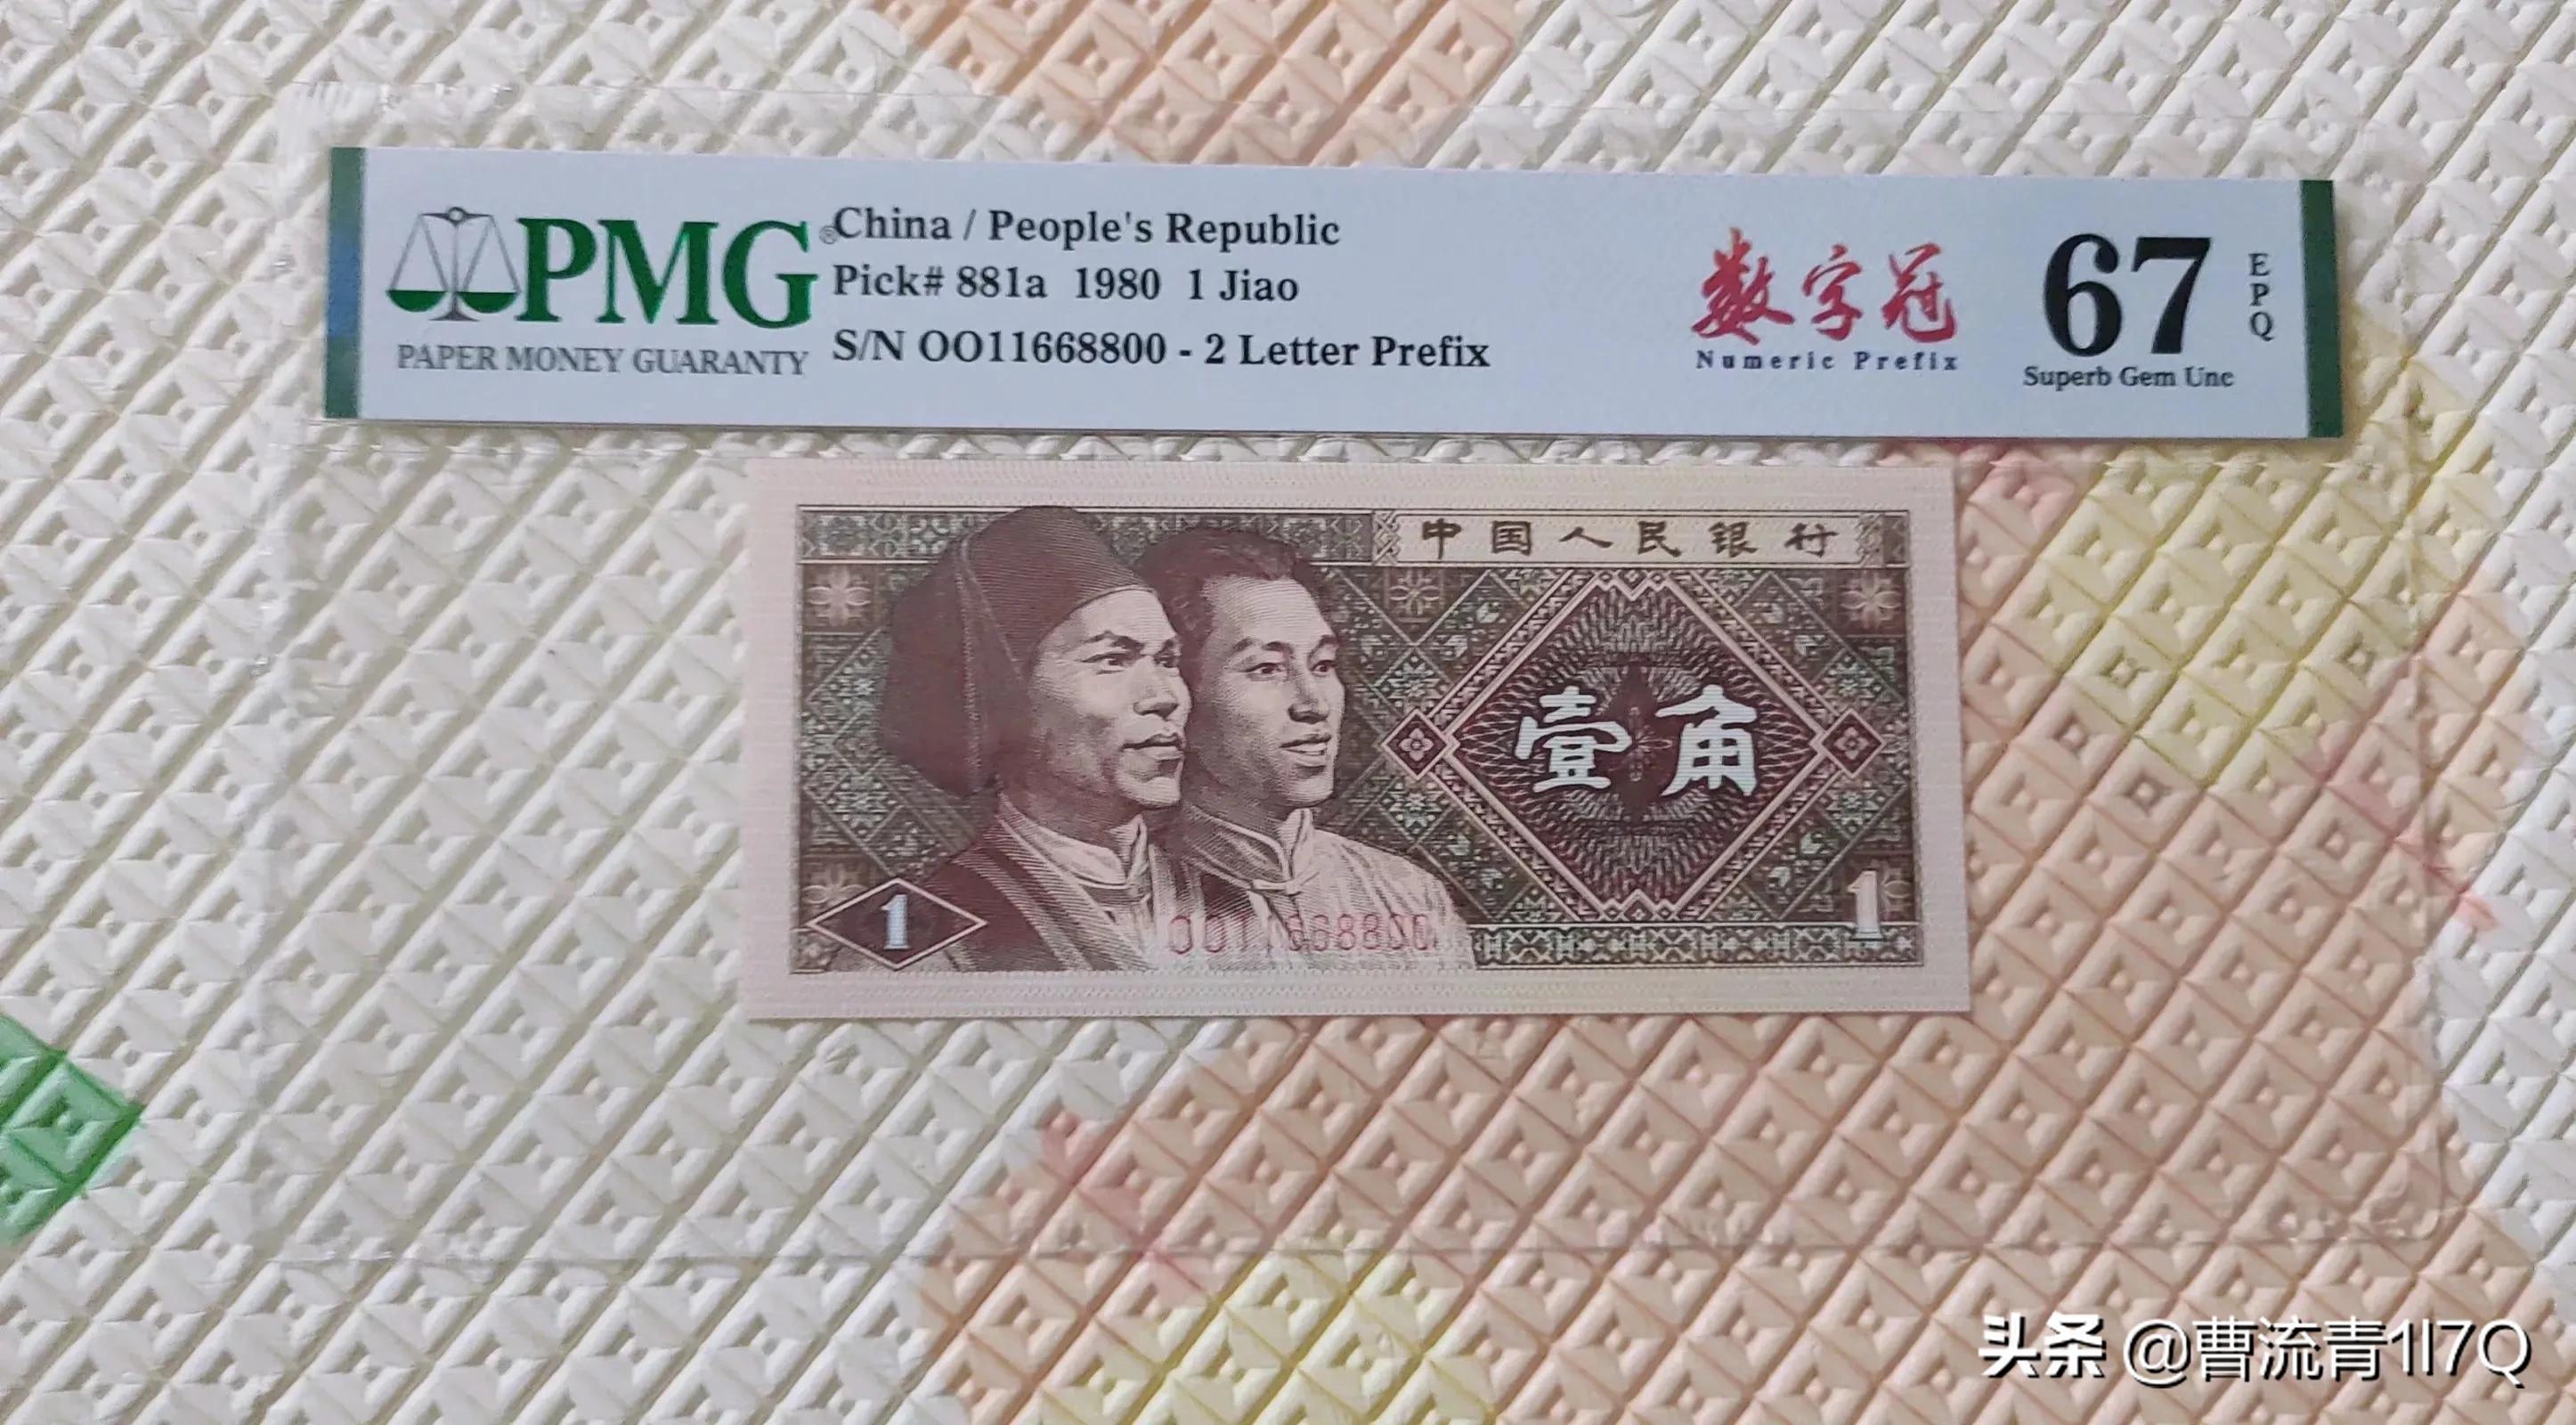 PMG®
PAPER MONEY GUARANTY
China / People's Republic
Pick# 881a 1980 1 Jiao
S/N OO11668800 - 2 Letter Prefix
数字冠
Numeric Prefix
67
EPQ
Superb Gem Unc
中国人民银行
壹角
1
OO11668800
1
头条 @曹流青1l7Q